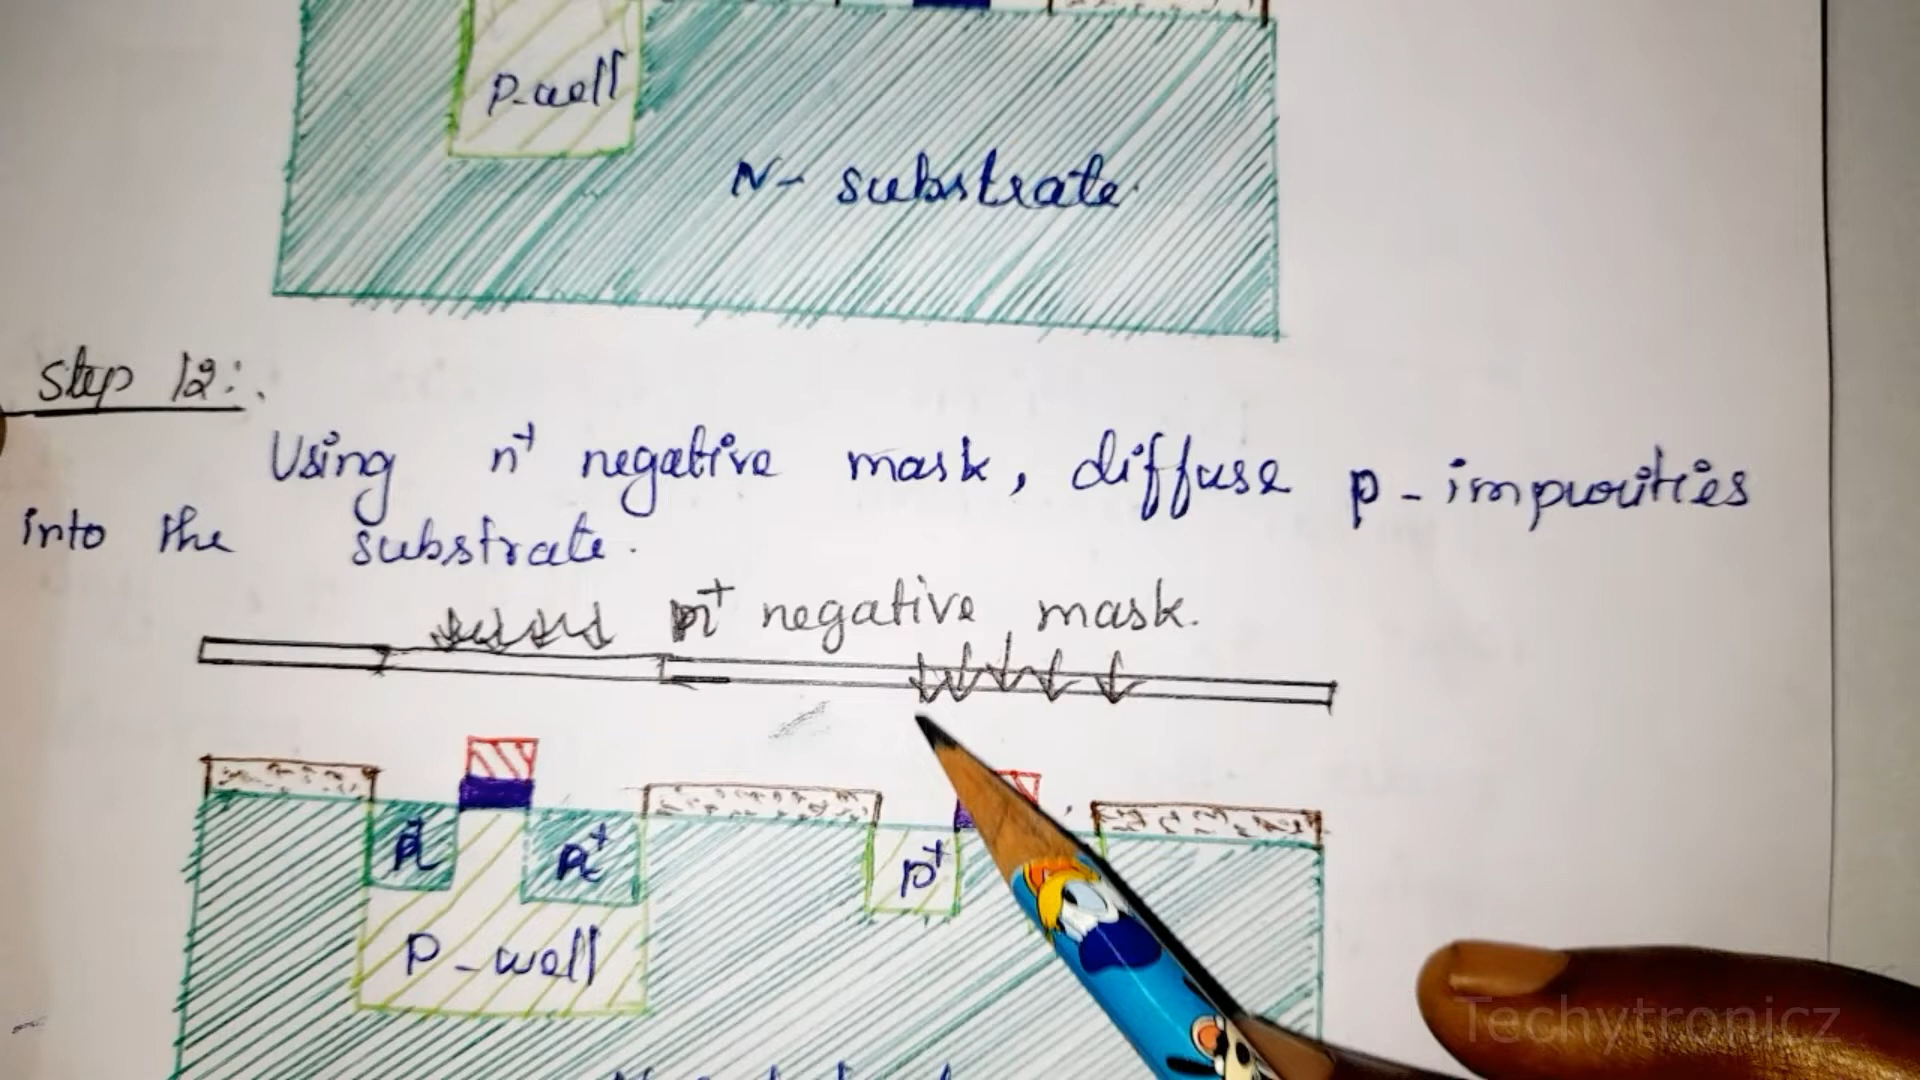 P-well
N- substrate.
Step 12:.
Using n+ negative mask, diffuse p-impurities
into the substrate.
n+ negative mask.
n+
p+
P-well
Techytronicz